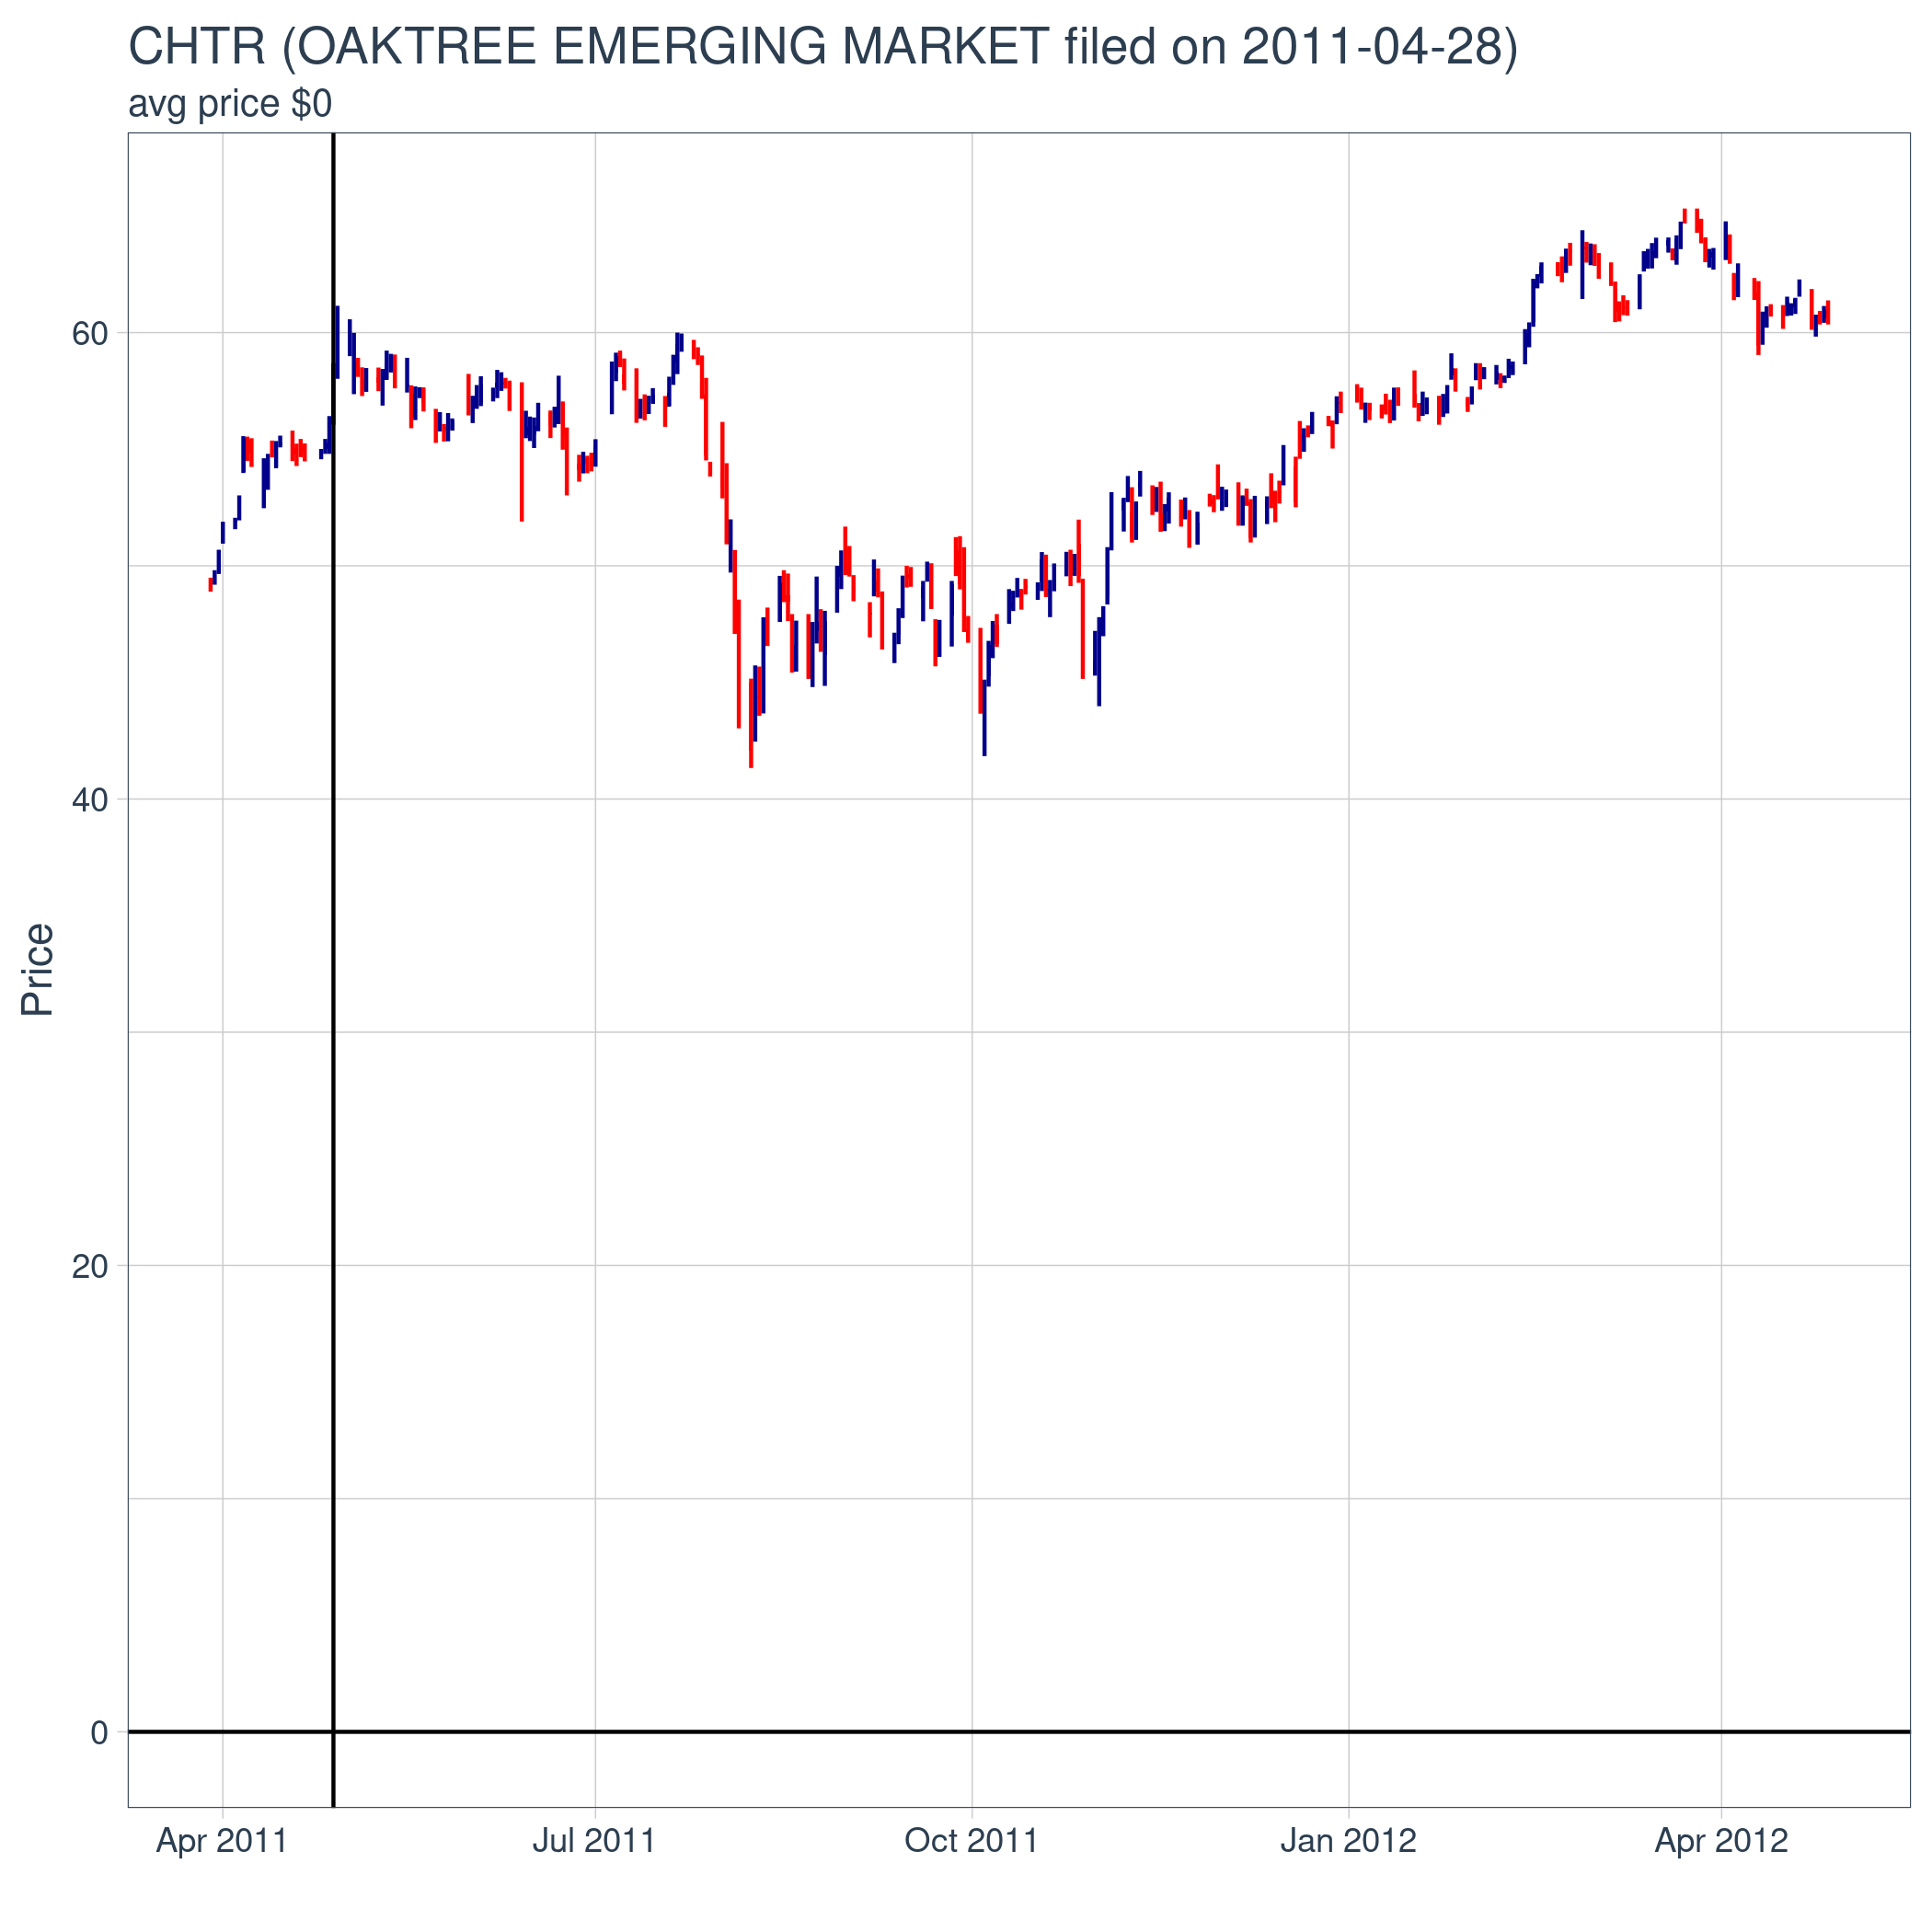 CHTR (OAKTREE EMERGING MARKET filed on 2011-04-28)
avg price $0
60
40
20
0
Price
Apr 2011 Jul 2011 Oct 2011 Jan 2012 Apr 2012